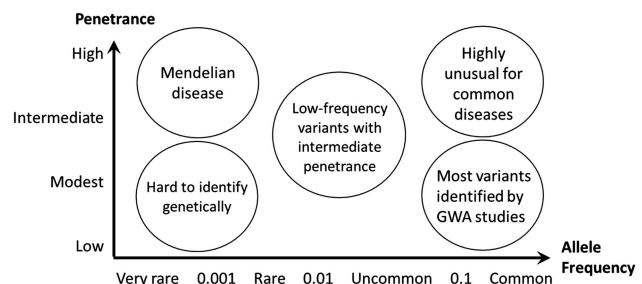 Penetrance
High
Intermediate
Modest
Low
Mendelian
disease
Hard to identify
genetically
Low-frequency
variants with
intermediate
penetrance
Highly
unusual for
common
diseases
Most variants
identified by
GWA studies
Very rare 0.001 Rare 0.01 Uncommon 0.1 Common
Allele
Frequency